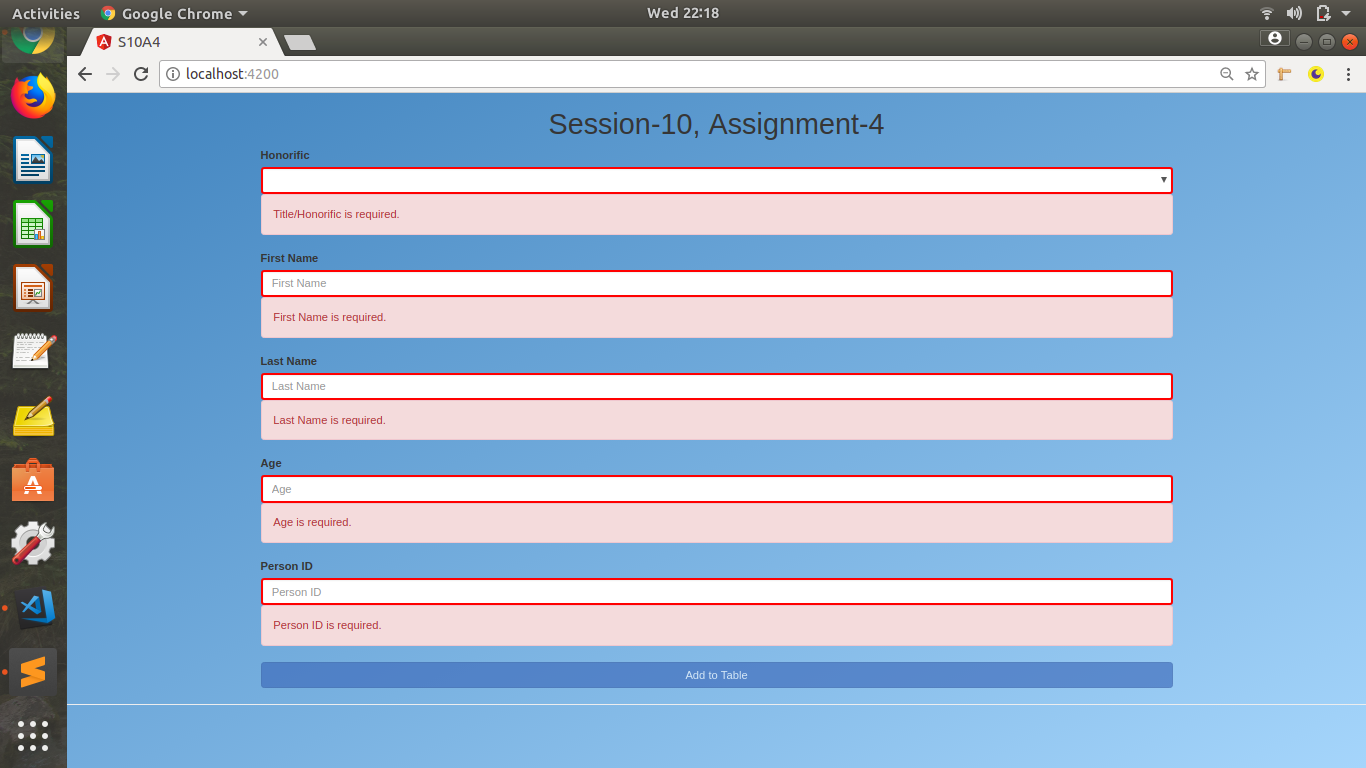 Activities Google Chrome Wed 22:18
S10A4
localhost:4200
Session-10, Assignment-4
Honorific
Title/Honorific is required.
First Name
First Name
First Name is required.
Last Name
Last Name
Last Name is required.
Age
Age
Age is required.
Person ID
Person ID
Person ID is required.
Add to Table